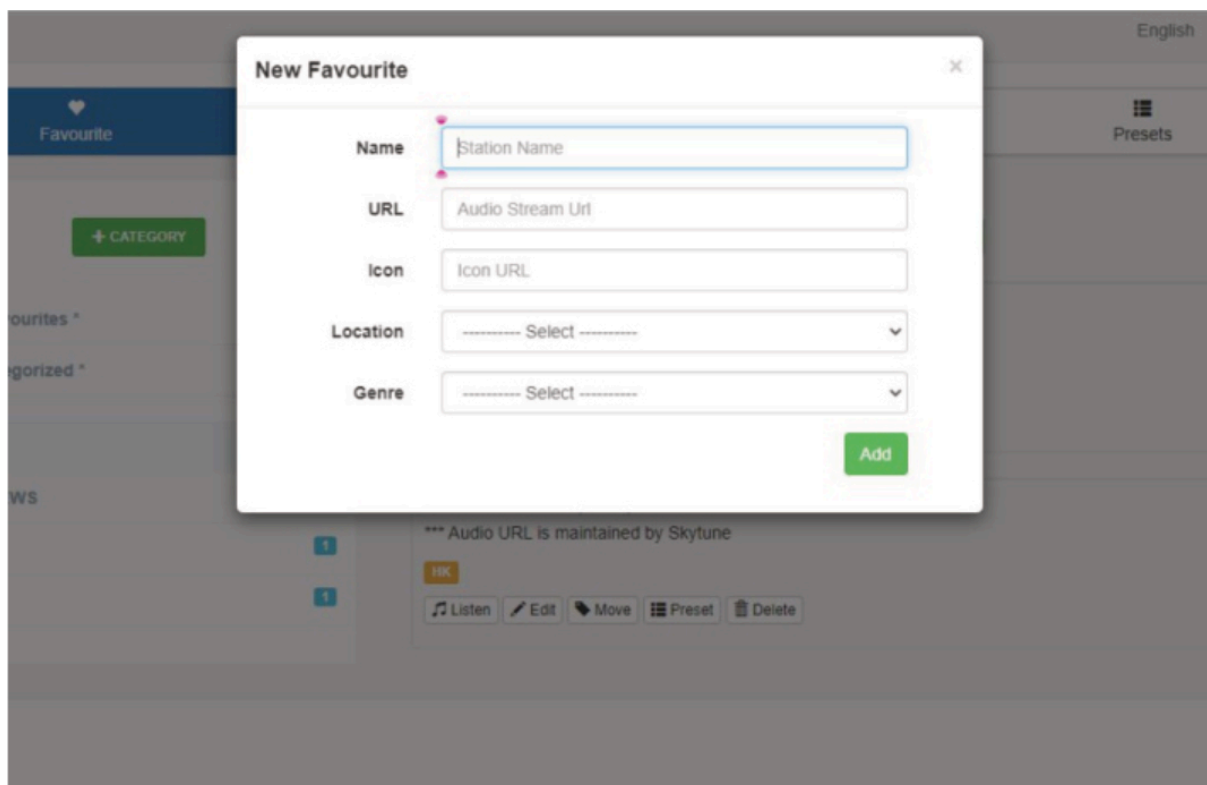 English
New Favourite
×
Favourite
Presets
Name
Station Name
URL
Audio Stream Url
+ CATEGORY
Icon
Icon URL
ourites *
Location
---------- Select ----------
egorized *
Genre
---------- Select ----------
Add
ws
*** Audio URL is maintained by Skytune
1
HK
1
Listen Edit Move Preset Delete